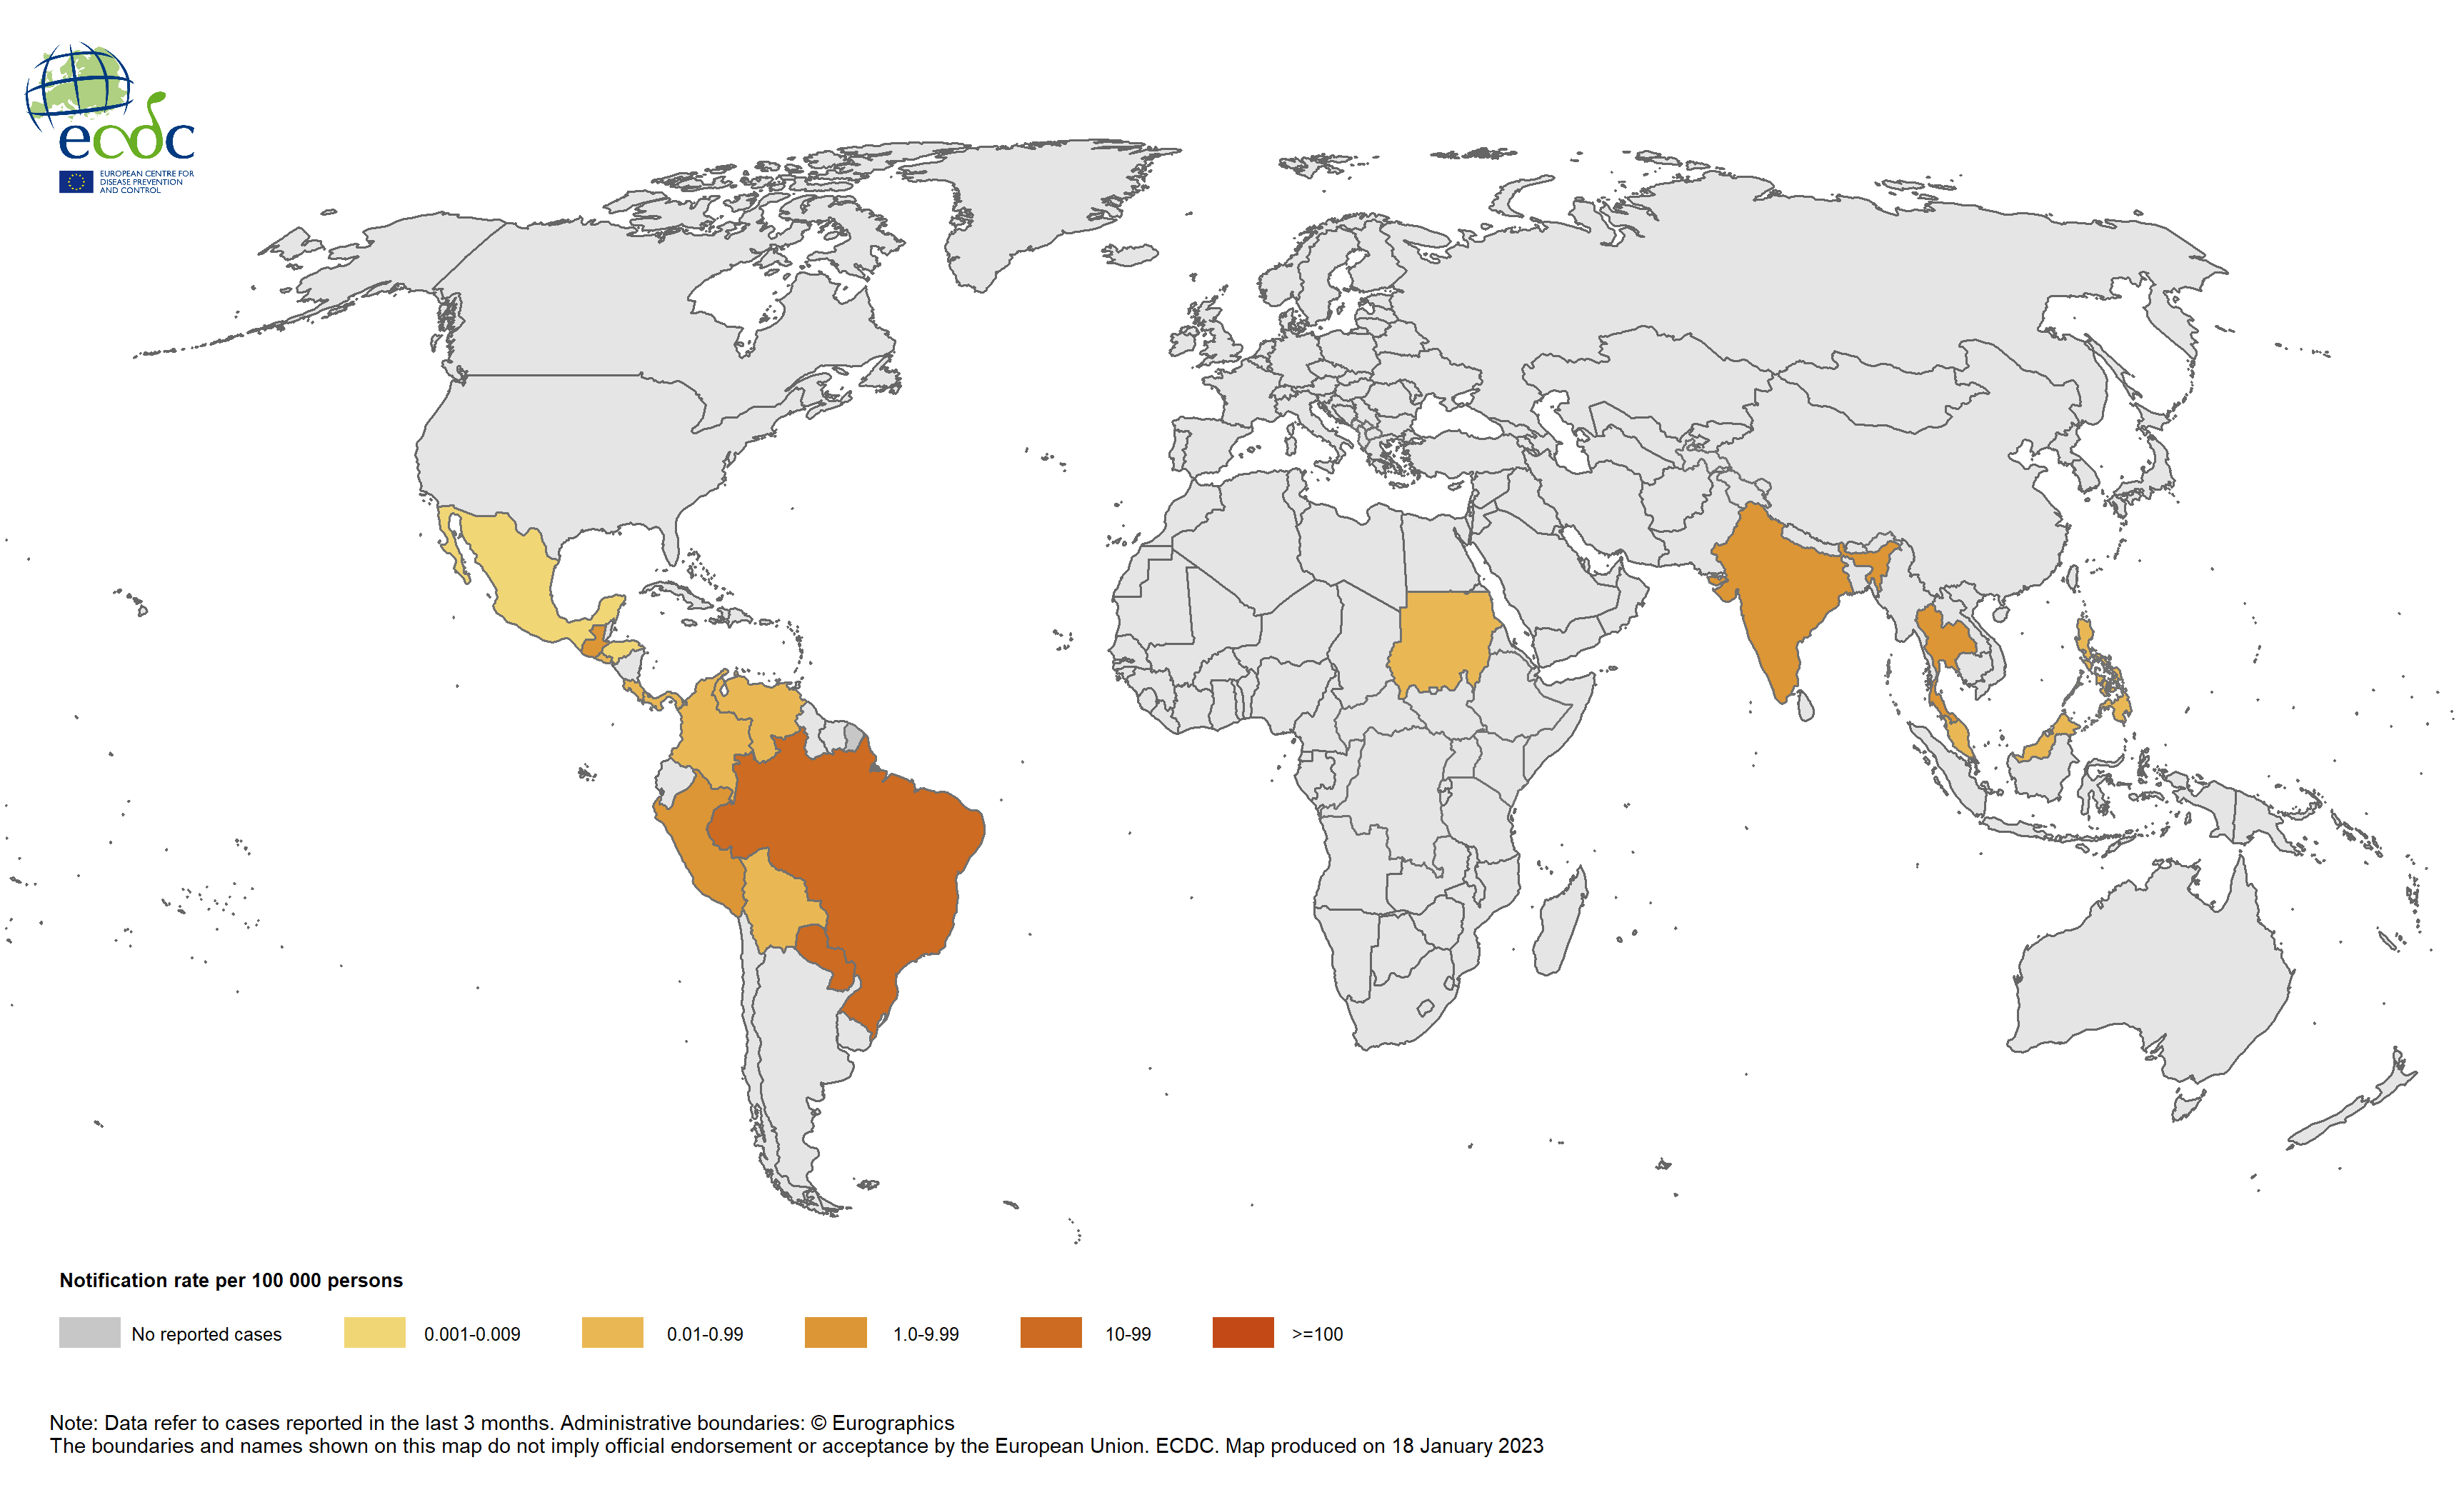 ecdc
EUROPEAN CENTRE FOR
DISEASE PREVENTION
AND CONTROL
Notification rate per 100 000 persons
No reported cases
0.001-0.009
0.01-0.99
1.0-9.99
10-99
>=100
Note: Data refer to cases reported in the last 3 months. Administrative boundaries: © Eurographics
The boundaries and names shown on this map do not imply official endorsement or acceptance by the European Union. ECDC. Map produced on 18 January 2023